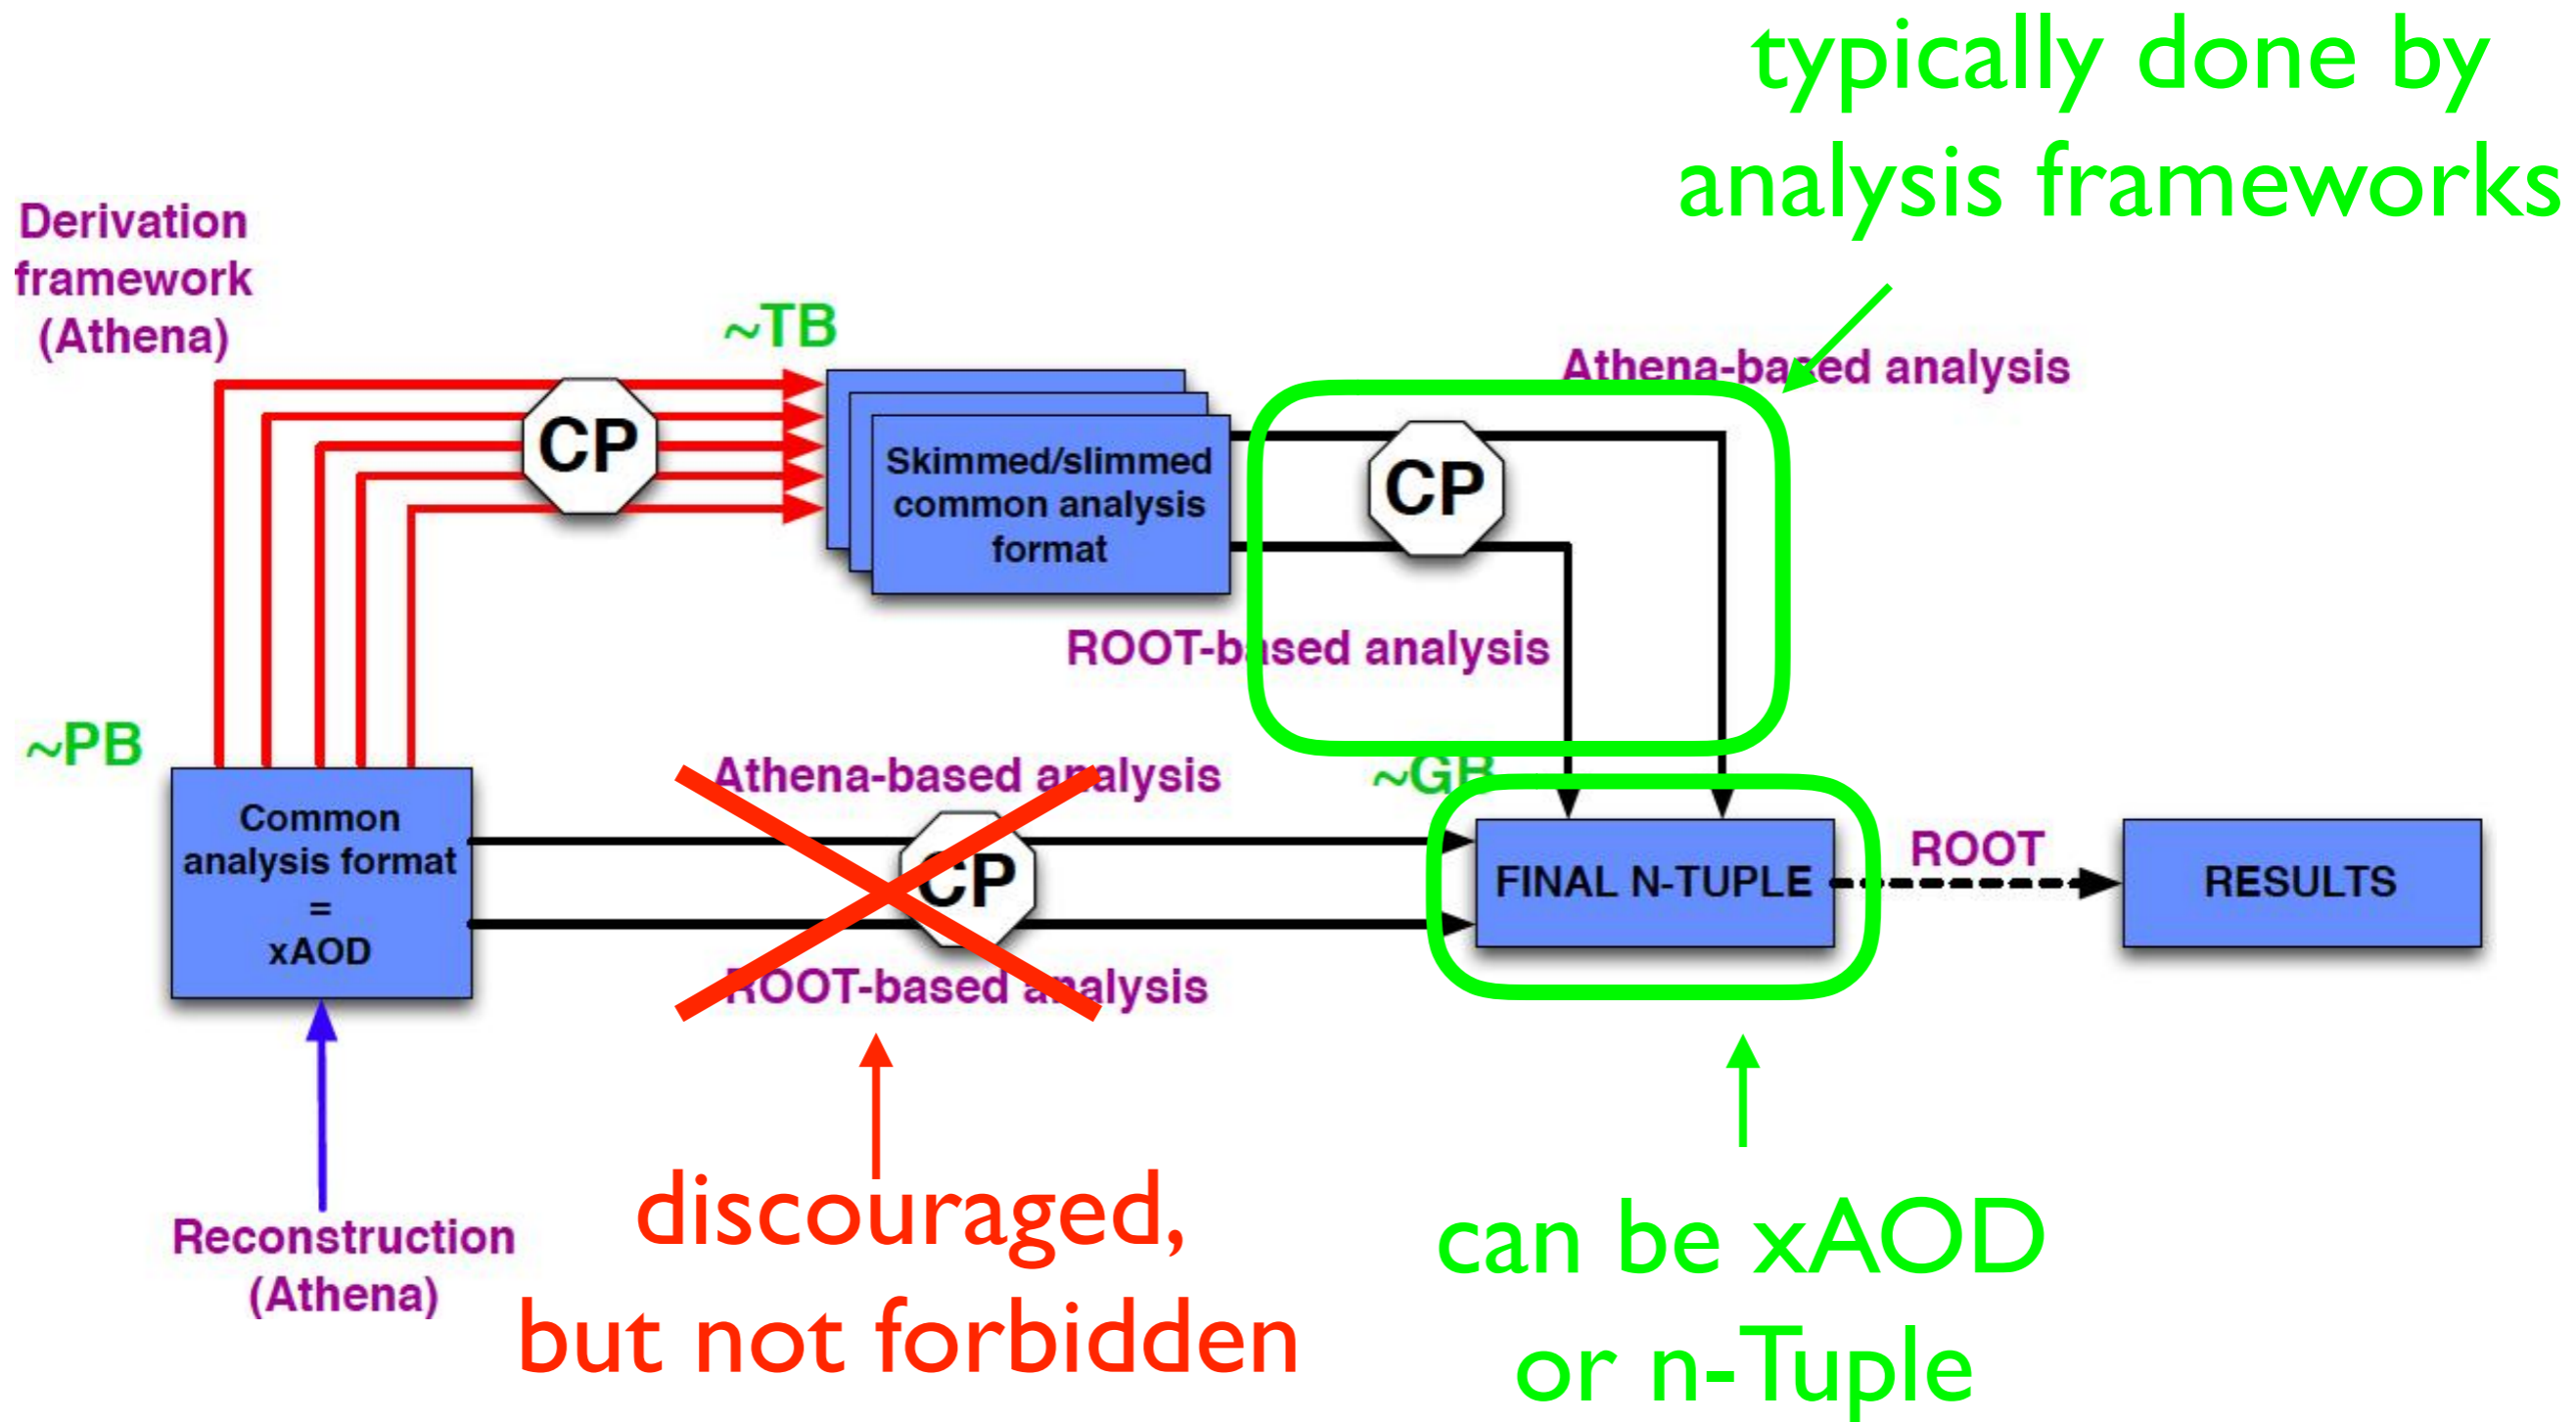 typically done by
analysis frameworks
Derivation
framework
(Athena)
~TB
Athena-based analysis
CP
CP
Skimmed/slimmed
common analysis
format
ROOT-based analysis
~PB
Athena-based analysis
~GB
Common
analysis format
=
xAOD
CP
FINAL N-TUPLE
ROOT
RESULTS
ROOT-based analysis
Reconstruction
(Athena)
discouraged,
but not forbidden
can be xAOD
or n-Tuple